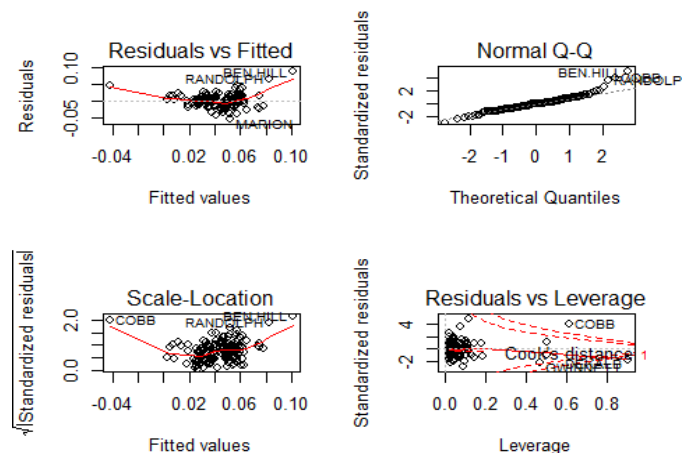 Residuals vs Fitted
Residuals
0.10
-0.05
BEN.HILL
RANDOLPH
MARION
-0.04
0.02
0.06
0.10
Fitted values
Normal Q-Q
Standardized residuals
2
-2
BEN.HILL
COBB
RANDOLP
-2
-1
0
1
2
Theoretical Quantiles
Scale-Location
√|Standardized residuals|
2.0
0.0
COBB
BEN.HILL
RANDOLPH
-0.04
0.02
0.06
0.10
Fitted values
Residuals vs Leverage
Standardized residuals
4
-2
COBB
Cook's distance
1
0.0
0.2
0.4
0.6
0.8
Leverage